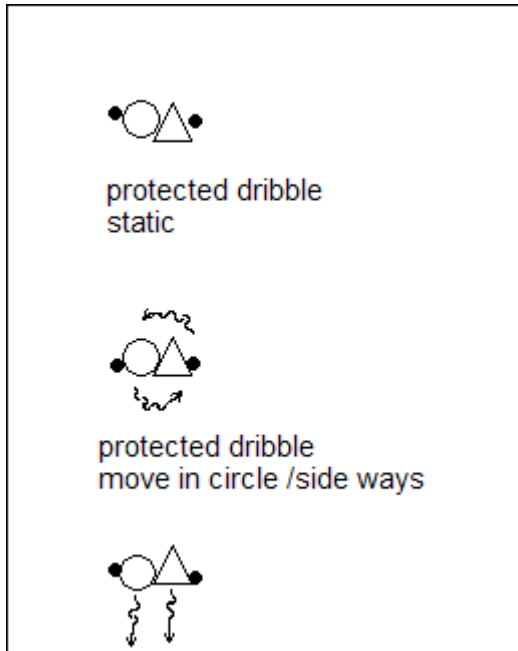 protected dribble
static
protected dribble
move in circle /side ways